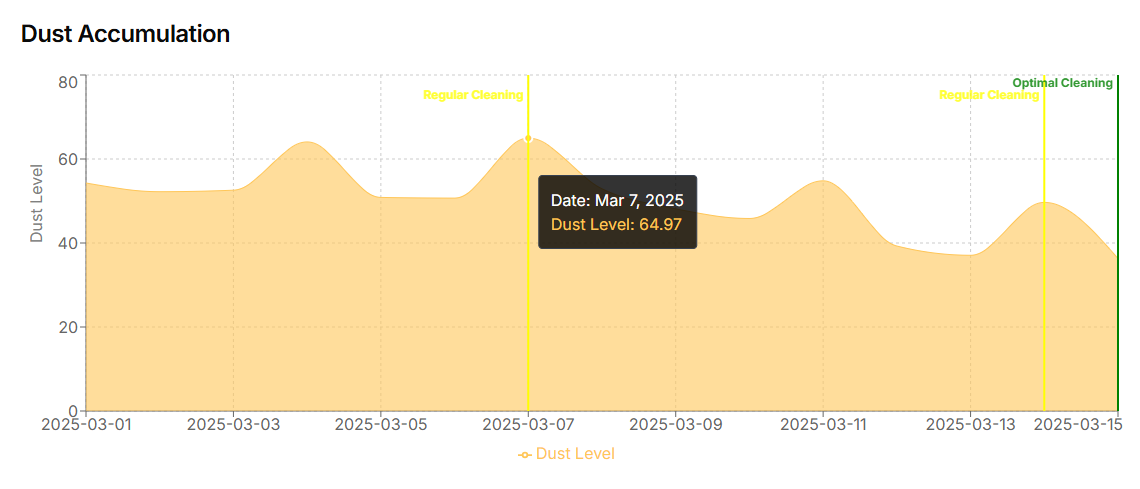 Dust Accumulation
Optimal Cleaning
Regular Cleaning
Regular Cleaning
80
60
40
20
0
Dust Level
Date: Mar 7, 2025
Dust Level: 64.97
2025-03-01
2025-03-03
2025-03-05
2025-03-07
2025-03-09
2025-03-11
2025-03-13
2025-03-15
Dust Level